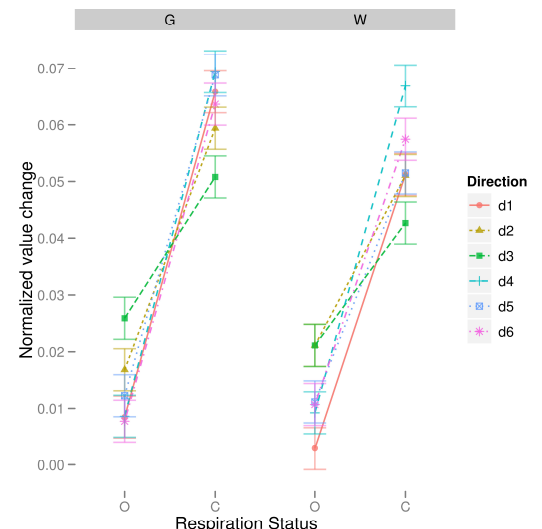 G W
Normalized value change
0.07
0.06
0.05
0.04
0.03
0.02
0.01
0.00
O C O C
Respiration Status
Direction
d1
d2
d3
d4
d5
d6